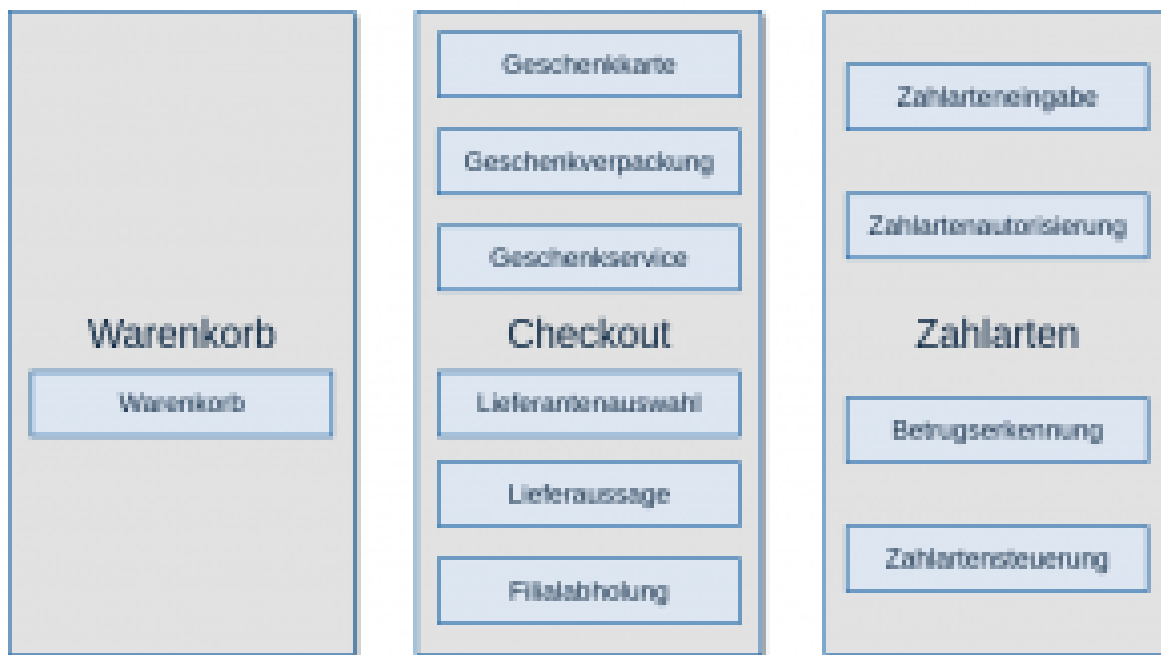 Warenkorb
Warenkorb
Geschenkkarte
Geschenkverpackung
Geschenkservice
Checkout
Lieferantenauswahl
Lieferaussage
Filialabholung
Zahlarteneingabe
Zahlartenautorisierung
Zahlarten
Betrugserkennung
Zahlartensteuerung